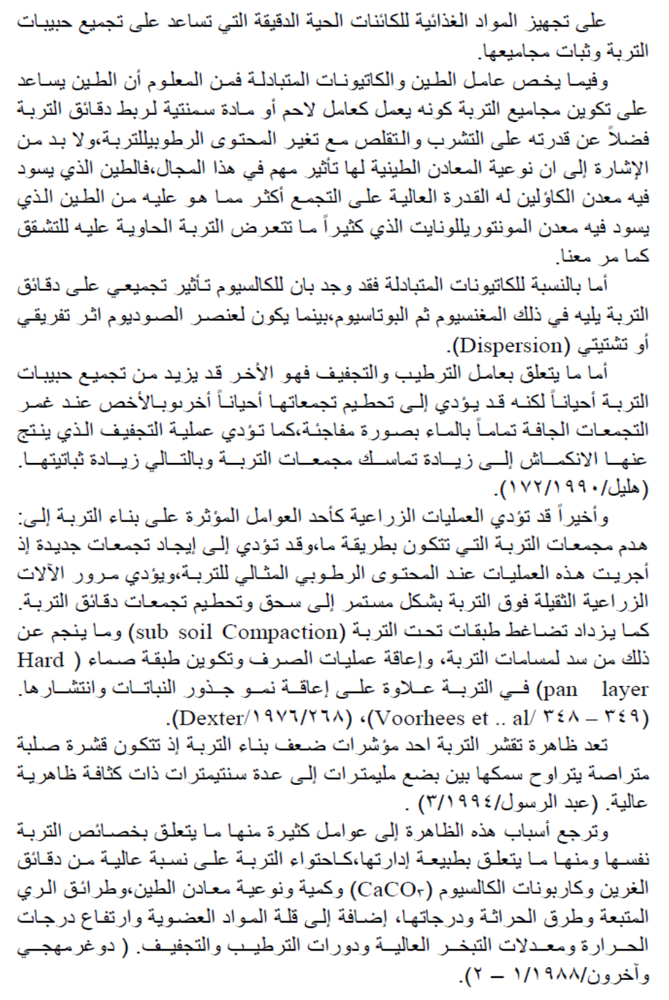 على تجهيز المواد الغذائية للكائنات الحية الدقيقة التي تساعد على تجميع حبيبات
التربة وثبات مجاميعها.
وفيما يخص عامل الطين والكاتيونات المتبادلة فمن المعلوم أن الطين يساعد
على تكوين مجاميع التربة كونه يعمل كعامل لاحم أو مادة سمنتية لربط دقائق التربة
فضلاً عن قدرته على التشرب والتقلص مع تغير المحتوى الرطوبيللتربة،ولا بد من
الإشارة إلى ان نوعية المعادن الطينية لها تأثير مهم في هذا المجال،فالطين الذي يسود
فيه معدن الكاؤلين له القدرة العالية على التجمع أكثر مما هو عليه من الطين الذي
يسود فيه معدن المونتوريللونايت الذي كثيراً ما تتعرض التربة الحاوية عليه للتشقق
كما مر معنا.
أما بالنسبة للكاتيونات المتبادلة فقد وجد بان للكالسيوم تأثير تجميعي على دقائق
التربة يليه في ذلك المغنسيوم ثم البوتاسيوم،بينما يكون لعنصر الصوديوم اثر تفريقي
أو تشتيتي (Dispersion).
أما ما يتعلق بعامل الترطيب والتجفيف فهو الأخر قد يزيد من تجميع حبيبات
التربة أحياناً لكنه قد يؤدي إلى تحطيم تجمعاتها أحياناً أخربوبالأخص عند غمر
التجمعات الجافة تماماً بالماء بصورة مفاجئة،كما تؤدي عملية التجفيف الذي ينتج
عنها الانكماش إلى زيادة تماسك مجمعات التربة وبالتالي زيادة ثباتيتها.
(هليل/١٧٢/١٩٩٠).
وأخيراً قد تؤدي العمليات الزراعية كأحد العوامل المؤثرة على بناء التربة إلى:
هدم مجمعات التربة التي تتكون بطريقة ما،وقد تؤدي إلى إيجاد تجمعات جديدة إذ
أجريت هذه العمليات عند المحتوى الرطوبي المثالي للتربة،ويؤدي مرور الآلات
الزراعية الثقيلة فوق التربة بشكل مستمر إلى سحق وتحطيم تجمعات دقائق التربة.
كما يزداد تضاغط طبقات تحت التربة (sub soil Compaction) وما ينجم عن
ذلك من سد لمسامات التربة، وإعاقة عمليات الصرف وتكوين طبقة صماء ( Hard
pan layer) في التربة علاوة على إعاقة نمو جذور النباتات وانتشارها.
(Voorhees et .. al/ ٣٤٨ – ٣٤٩)، (Dexter/١٩٧٦/٢٦٨).
تعد ظاهرة تقشر التربة احد مؤشرات ضعف بناء التربة إذ تتكون قشرة صلبة
متراصة يتراوح سمكها بين بضع مليمترات إلى عدة سنتيمترات ذات كثافة ظاهرية
عالية. (عبد الرسول/٣/١٩٩٤) .
وترجع أسباب هذه الظاهرة إلى عوامل كثيرة منها ما يتعلق بخصائص التربة
نفسها ومنها ما يتعلق بطبيعة إدارتها،كاحتواء التربة على نسبة عالية من دقائق
الغرين وكاربونات الكالسيوم (CaCO٣) وكمية ونوعية معادن الطين،وطرائق الري
المتبعة وطرق الحراثة ودرجاتها، إضافة إلى قلة المواد العضوية وارتفاع درجات
الحرارة ومعدلات التبخر العالية ودورات الترطيب والتجفيف. ( دوغرمهجي
وآخرون/١/١٩٨٨ – ٢).